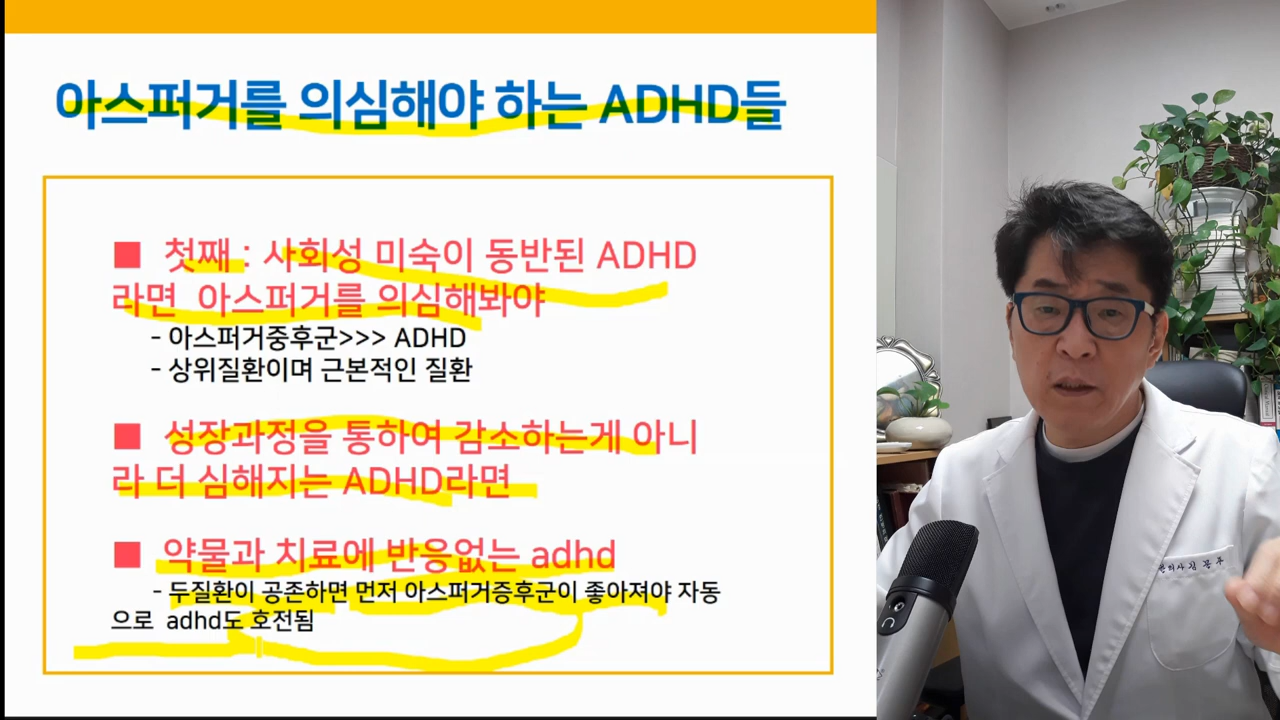 아스퍼거를 의심해야 하는 ADHD들
■ 첫째 : 사회성 미숙이 동반된 ADHD
라면 아스퍼거를 의심해봐야
- 아스퍼거중후군>>> ADHD
- 상위질환이며 근본적인 질환
■ 성장과정을 통하여 감소하는게 아니
라 더 심해지는 ADHD라면
■ 약물과 치료에 반응없는 adhd
- 두질환이 공존하면 먼저 아스퍼거증후군이 좋아져야 자동
으로 adhd도 호전됨